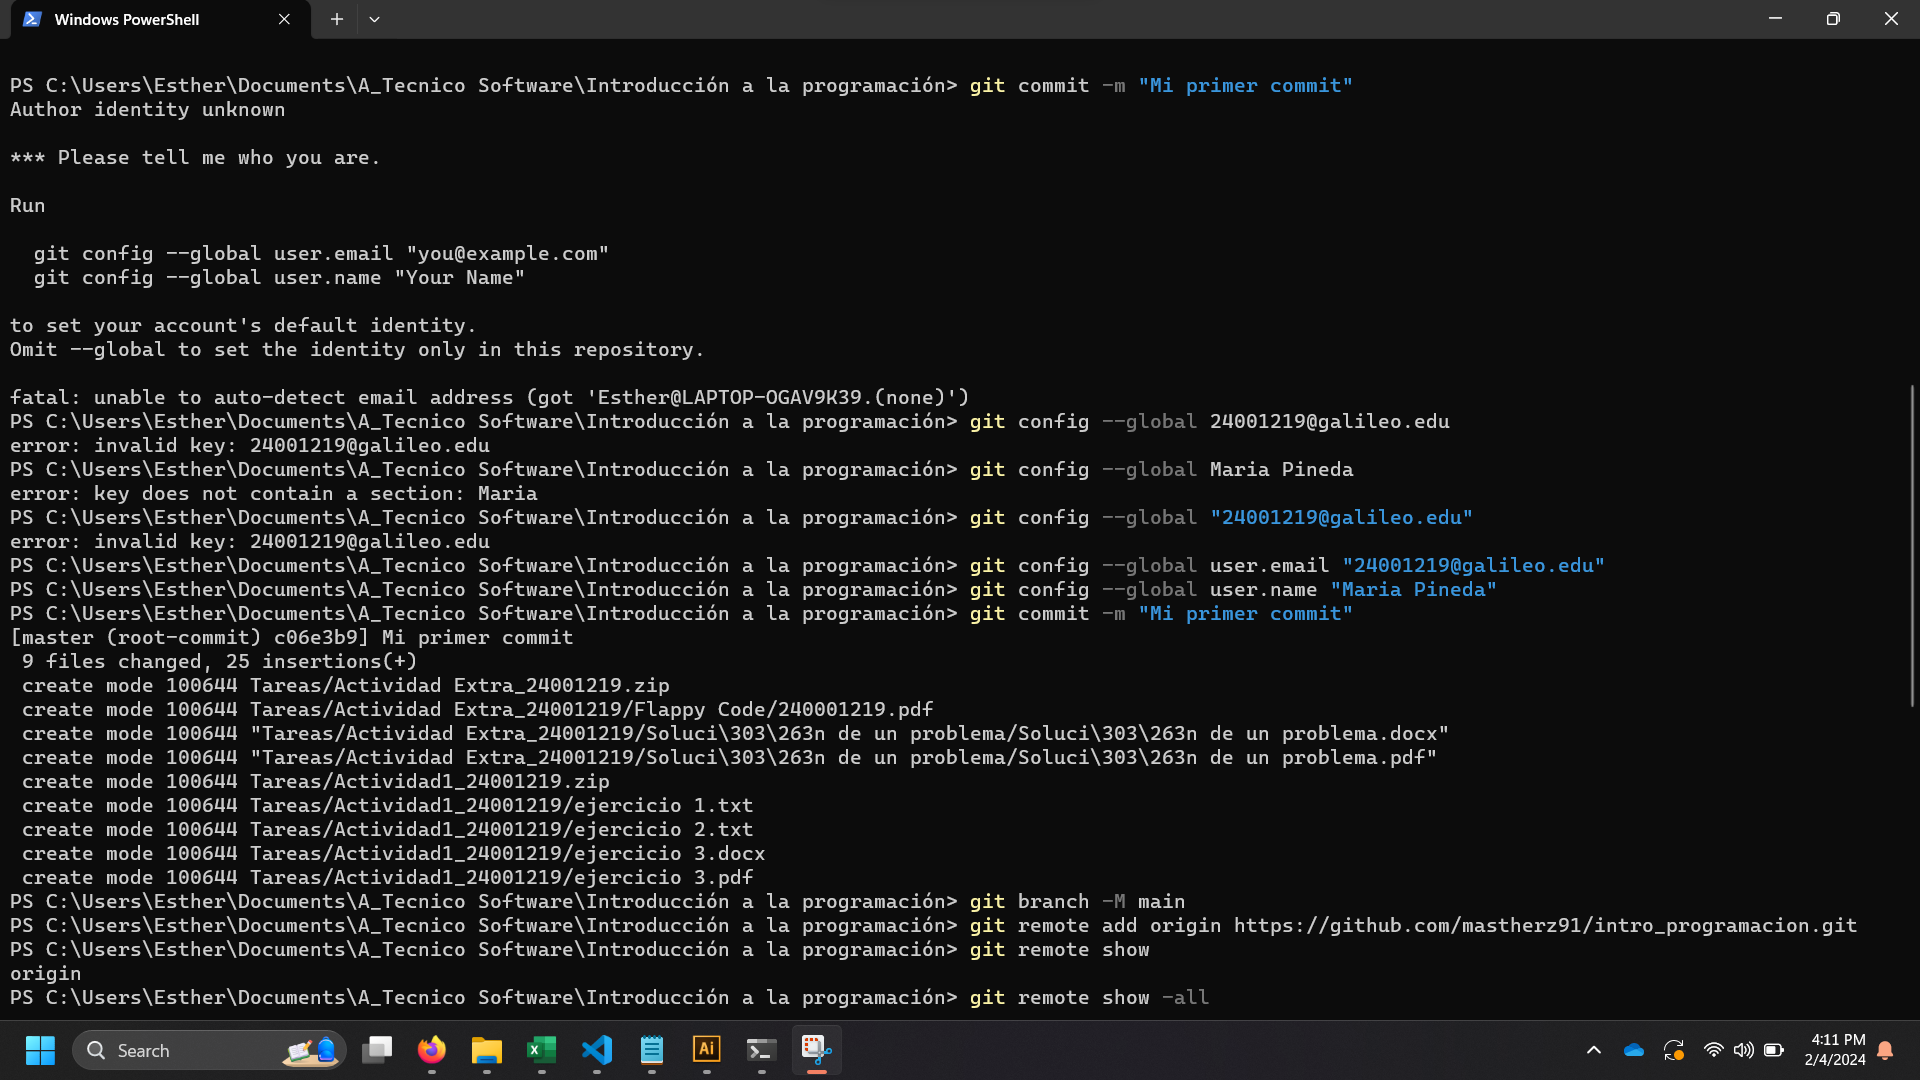 Windows PowerShell
PS C:\Users\Esther\Documents\A_Tecnico Software\Introducción a la programación> git commit -m "Mi primer commit"
Author identity unknown
*** Please tell me who you are.
Run
git config --global user.email "you@example.com"
git config --global user.name "Your Name"
to set your account's default identity.
Omit --global to set the identity only in this repository.
fatal: unable to auto-detect email address (got 'Esther@LAPTOP-OGAV9K39.(none)')
PS C:\Users\Esther\Documents\A_Tecnico Software\Introducción a la programación> git config --global 24001219@galileo.edu
error: invalid key: 24001219@galileo.edu
PS C:\Users\Esther\Documents\A_Tecnico Software\Introducción a la programación> git config --global Maria Pineda
error: key does not contain a section: Maria
PS C:\Users\Esther\Documents\A_Tecnico Software\Introducción a la programación> git config --global "24001219@galileo.edu"
error: invalid key: 24001219@galileo.edu
PS C:\Users\Esther\Documents\A_Tecnico Software\Introducción a la programación> git config --global user.email "24001219@galileo.edu"
PS C:\Users\Esther\Documents\A_Tecnico Software\Introducción a la programación> git config --global user.name "Maria Pineda"
PS C:\Users\Esther\Documents\A_Tecnico Software\Introducción a la programación> git commit -m "Mi primer commit"
[master (root-commit) c06e3b9] Mi primer commit
9 files changed, 25 insertions(+)
create mode 100644 Tareas/Actividad Extra_24001219.zip
create mode 100644 Tareas/Actividad Extra_24001219/Flappy Code/240001219.pdf
create mode 100644 "Tareas/Actividad Extra_24001219/Soluci\303\263n de un problema/Soluci\303\263n de un problema.docx"
create mode 100644 "Tareas/Actividad Extra_24001219/Soluci\303\263n de un problema/Soluci\303\263n de un problema.pdf"
create mode 100644 Tareas/Actividad1_24001219.zip
create mode 100644 Tareas/Actividad1_24001219/ejercicio 1.txt
create mode 100644 Tareas/Actividad1_24001219/ejercicio 2.txt
create mode 100644 Tareas/Actividad1_24001219/ejercicio 3.docx
create mode 100644 Tareas/Actividad1_24001219/ejercicio 3.pdf
PS C:\Users\Esther\Documents\A_Tecnico Software\Introducción a la programación> git branch -M main
PS C:\Users\Esther\Documents\A_Tecnico Software\Introducción a la programación> git remote add origin https://github.com/mastherz91/intro_programacion.git
PS C:\Users\Esther\Documents\A_Tecnico Software\Introducción a la programación> git remote show
origin
PS C:\Users\Esther\Documents\A_Tecnico Software\Introducción a la programación> git remote show -all
Search
Ai
4:11 PM
2/4/2024